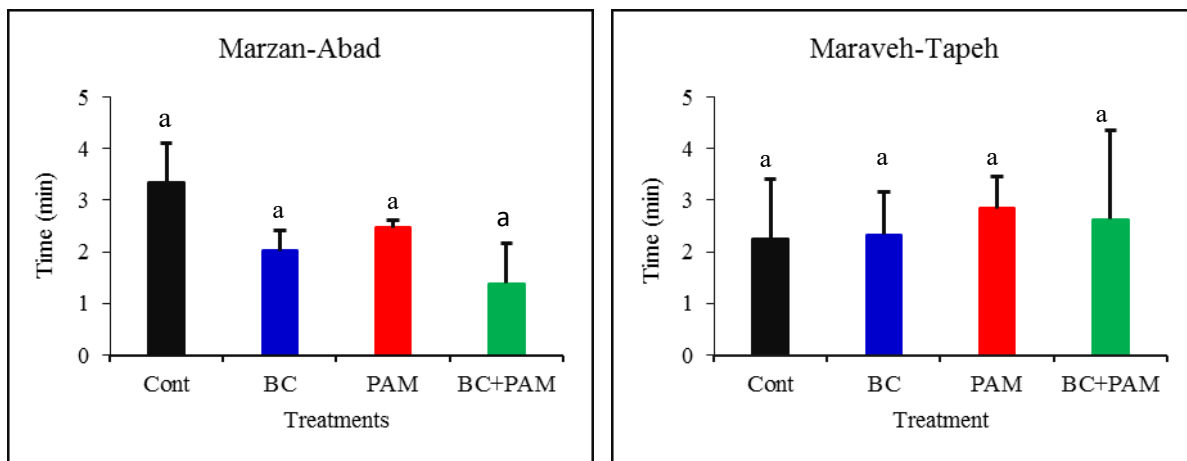 Marzan-Abad
Time (min)
5
4
3
2
1
0
a
a
a
a
Cont BC PAM BC+PAM
Treatments
Maraveh-Tapeh
Time (min)
5
4
3
2
1
0
a
a
a
a
Cont BC PAM BC+PAM
Treatment